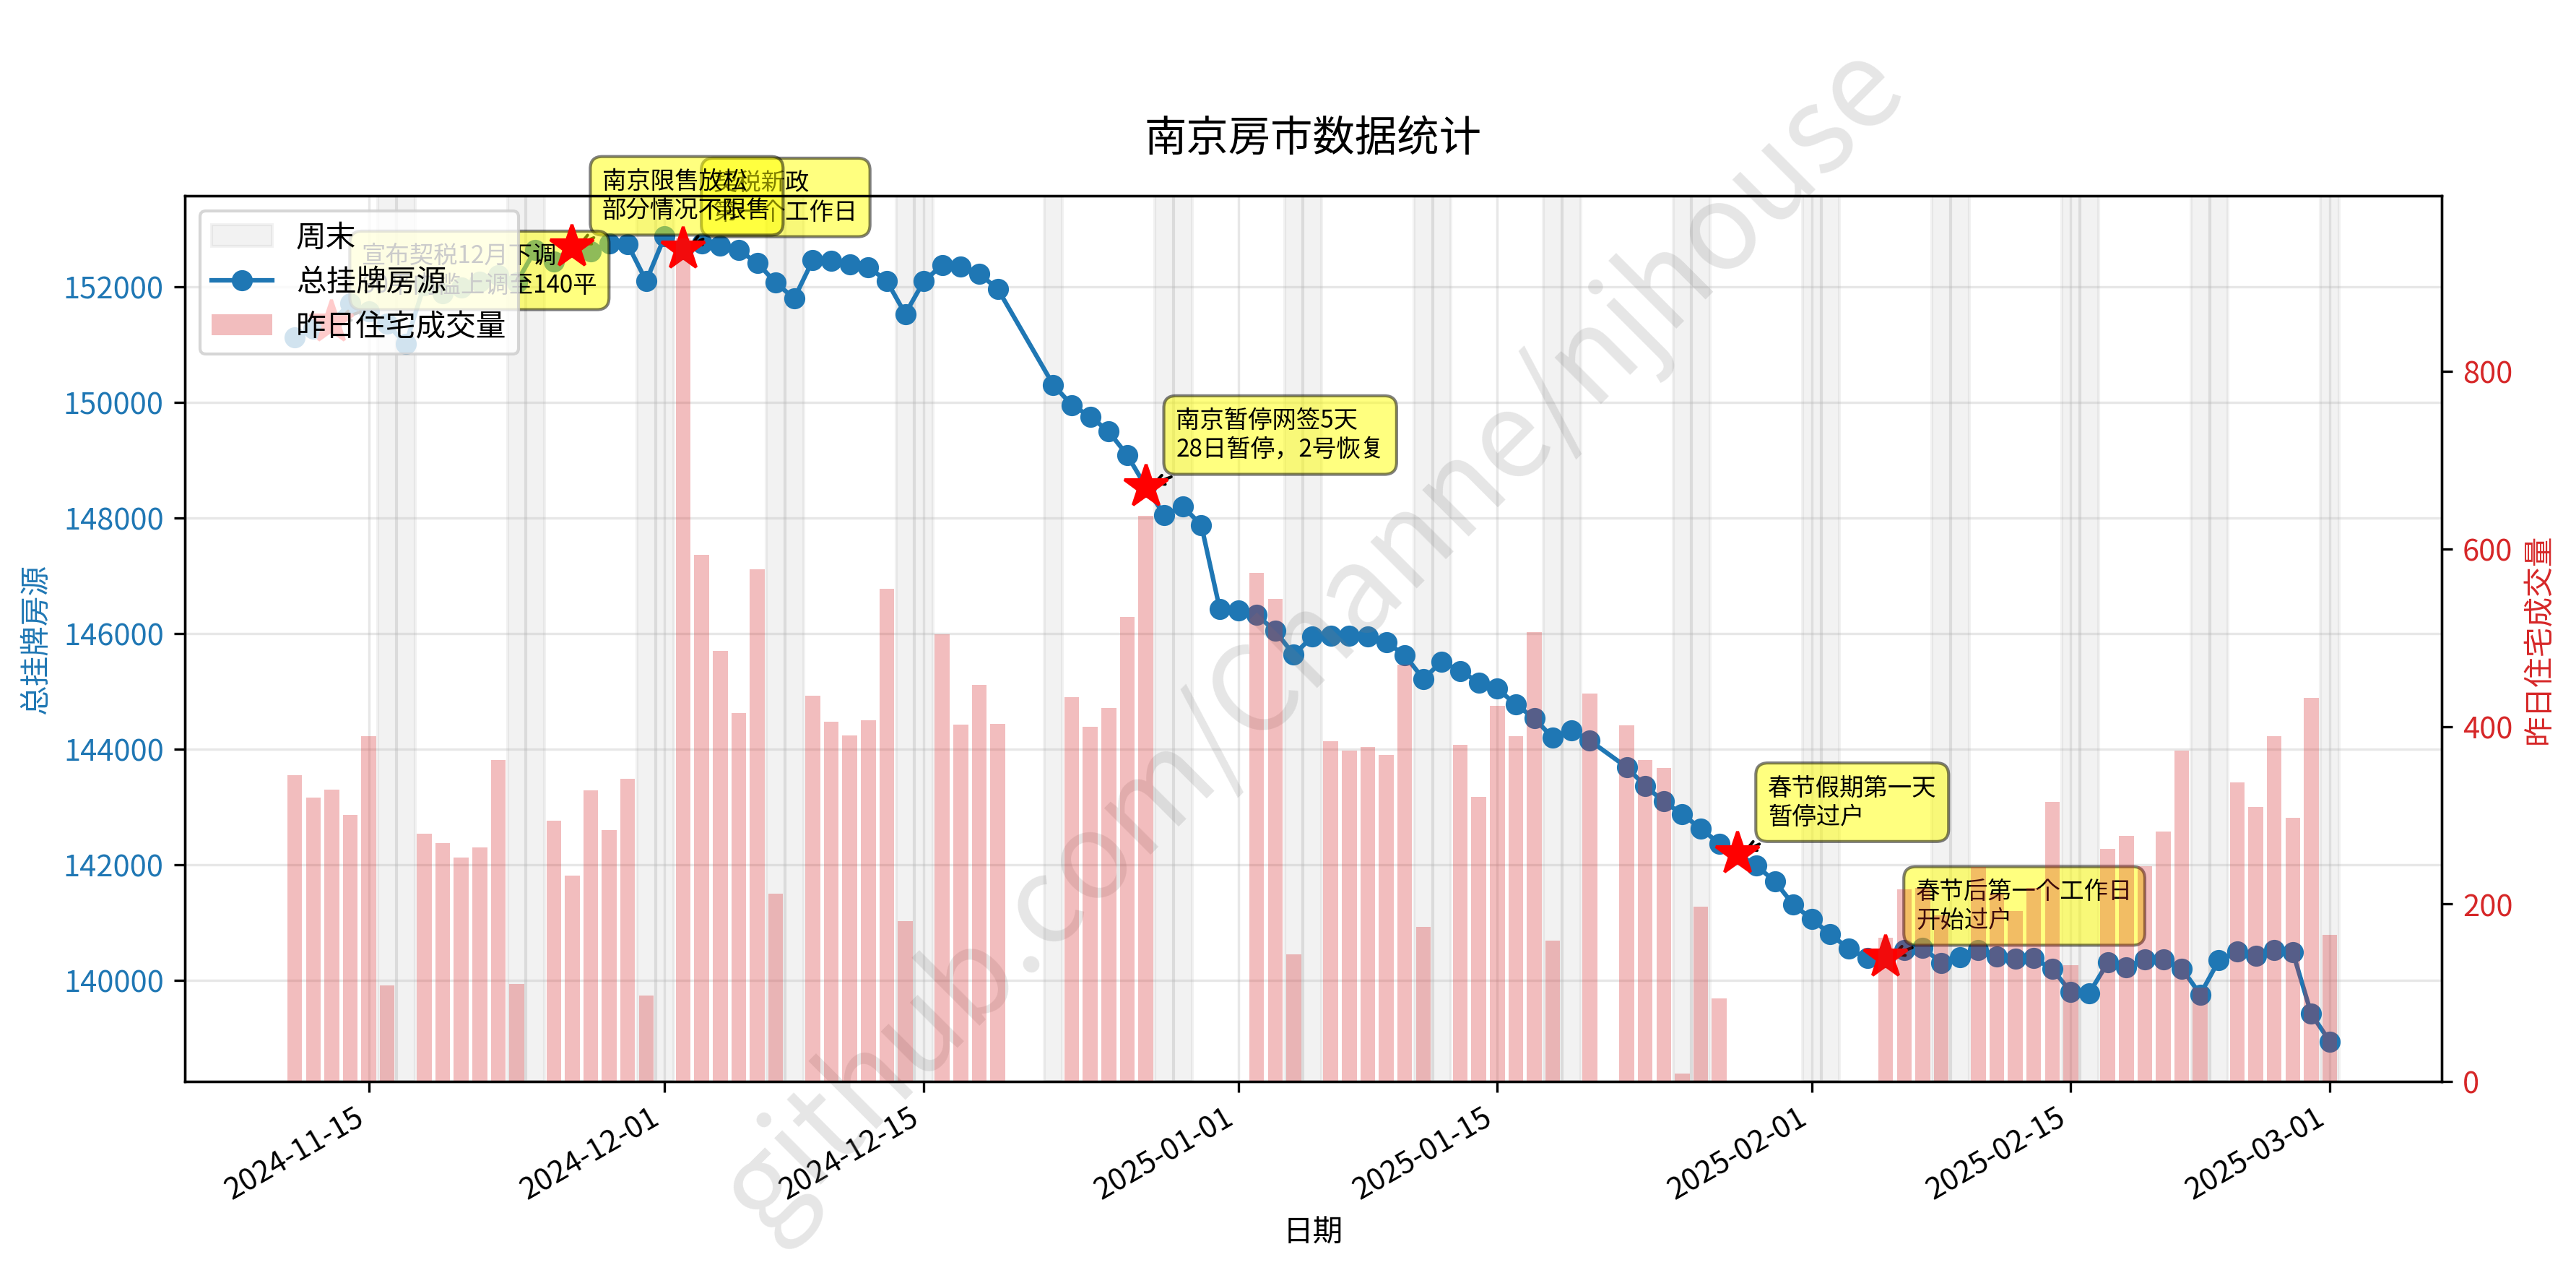 南京房市数据统计
南京限售放松
部分情况不限售
契税新政
第一个工作日
周末
总挂牌房源
昨日住宅成交量
宣布契税12月下调
上调至140平
南京暂停网签5天
28日暂停，2号恢复
春节假期第一天
暂停过户
春节后第一个工作日
开始过户
152000
150000
148000
146000
144000
142000
140000
总挂牌房源
800
600
400
200
0
昨日住宅成交量
2024-11-15
2024-12-01
2024-12-15
2025-01-01
2025-01-15
2025-02-01
2025-02-15
2025-03-01
日期
github.com/Channe/njhouse